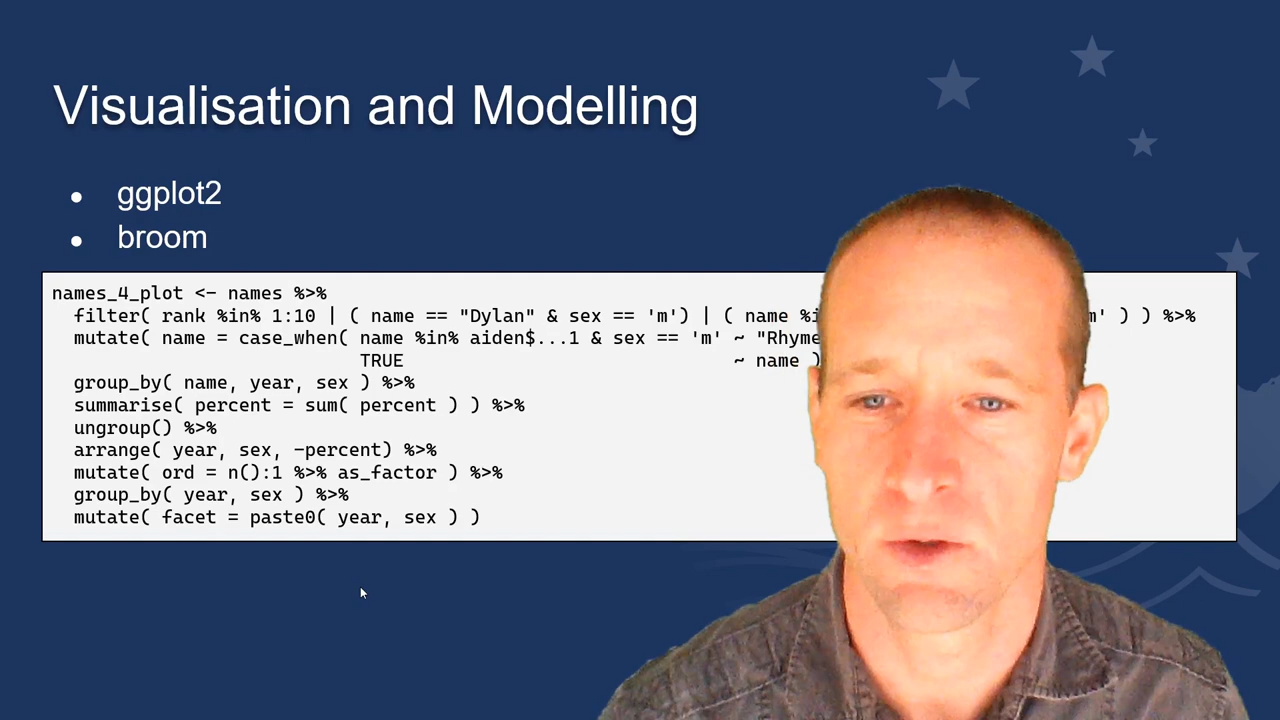 Visualisation and Modelling
● ggplot2
● broom
names_4_plot <- names %>%
filter( rank %in% 1:10 | ( name == "Dylan" & sex == 'm') | ( name m' ) ) %>%
mutate( name = case_when( name %in% aiden$...1 & sex == 'm' ~
TRUE ~ name )
group_by( name, year, sex ) %>%
summarise( percent = sum( percent ) ) %>%
ungroup() %>%
arrange( year, sex, -percent) %>%
mutate( ord = n():1 %>% as_factor ) %>%
group_by( year, sex ) %>%
mutate( facet = paste0( year, sex ) )